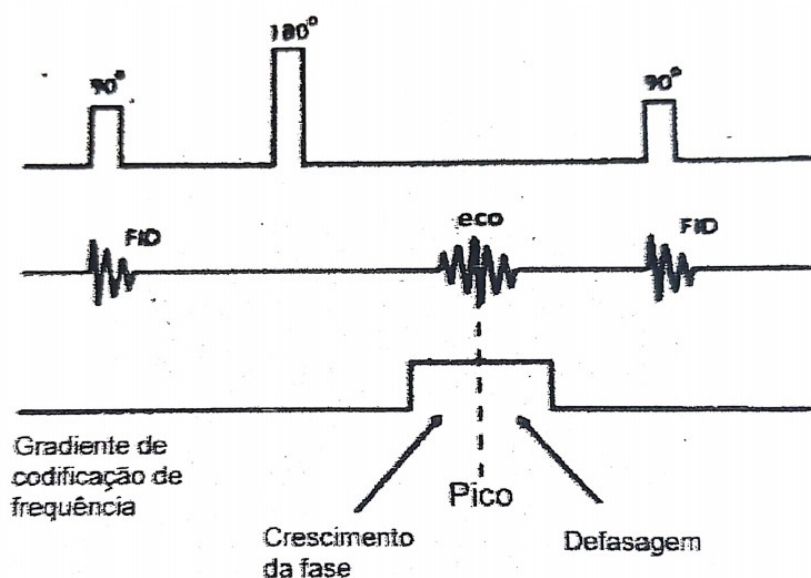 180°
90°
90°
FID
eco
FID
Gradiente de
codificação de
frequência
Pico
Crescimento
da fase
Defasagem